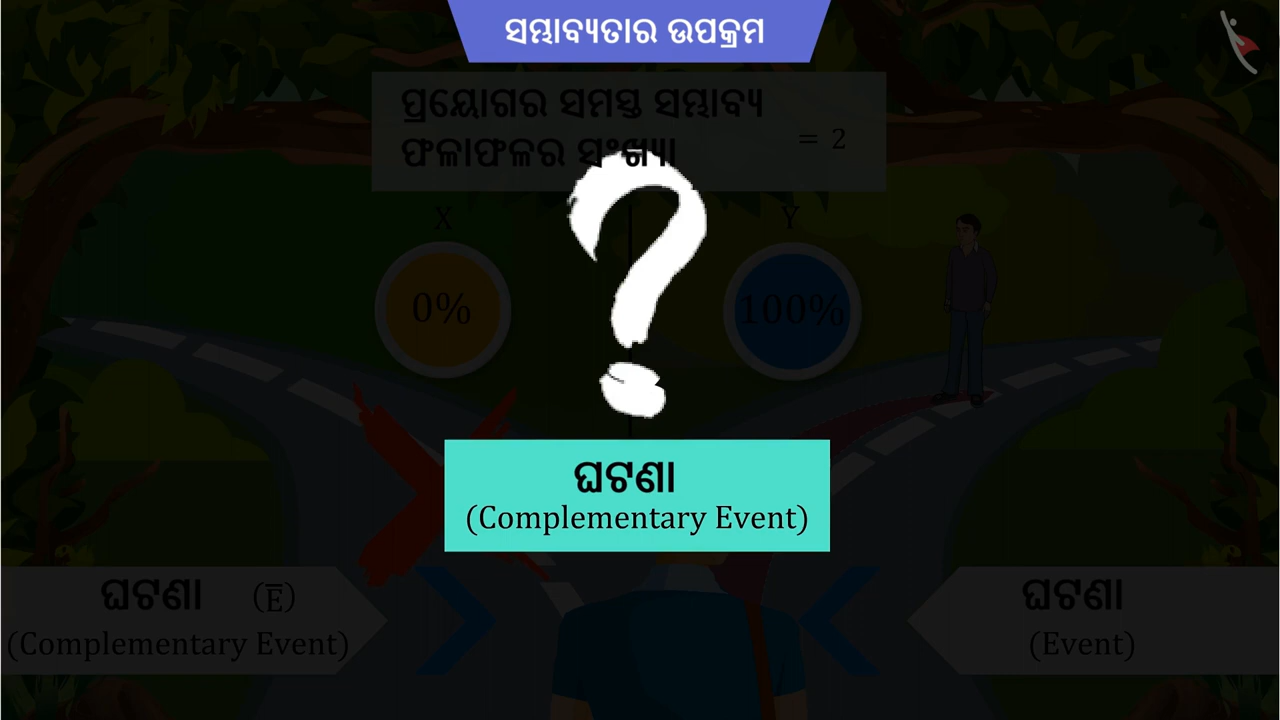 ସମ୍ଭାବ୍ୟତାର ଉପକ୍ରମ
ପ୍ରୟୋଗର ସମସ୍ତ ସମ୍ଭାବ୍ୟ
ଫଳାଫଳର ସଂଖ୍ୟା = 2
X Y
0% 100%
ଘଟଣା
(Complementary Event)
ଘଟଣା (E̅)
(Complementary Event)
ଘଟଣା
(Event)